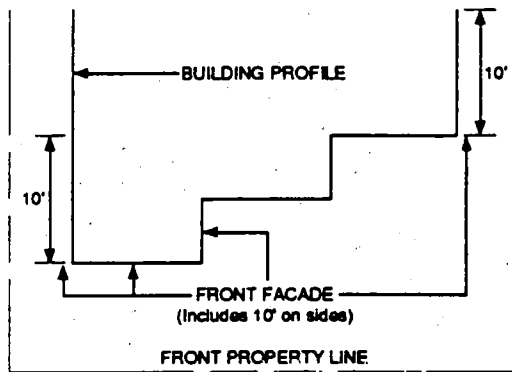 BUILDING PROFILE
10'
10'
FRONT FACADE
(Includes 10' on sides)
FRONT PROPERTY LINE